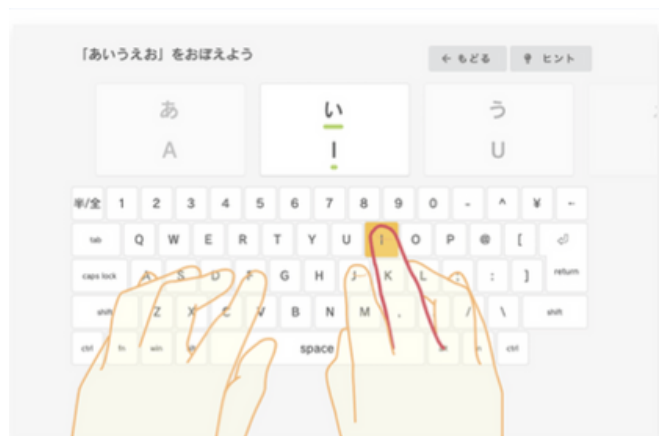 「あいうえお」をおぼえよう
← もどる
ヒント
あ い う
A I U
半/全 1 2 3 4 5 6 7 8 9 0 - ^ ¥ ←
tab Q W E R T Y U I O P @ [
caps lock A S D F G H J K L ; : ] return
shift Z X C V B N M , / \ shift
ctrl fn win alt space ctrl